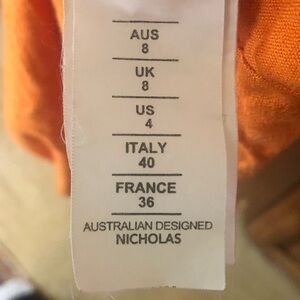 AUS
8
UK
8
US
4
ITALY
40
FRANCE
36
AUSTRALIAN DESIGNED
NICHOLAS